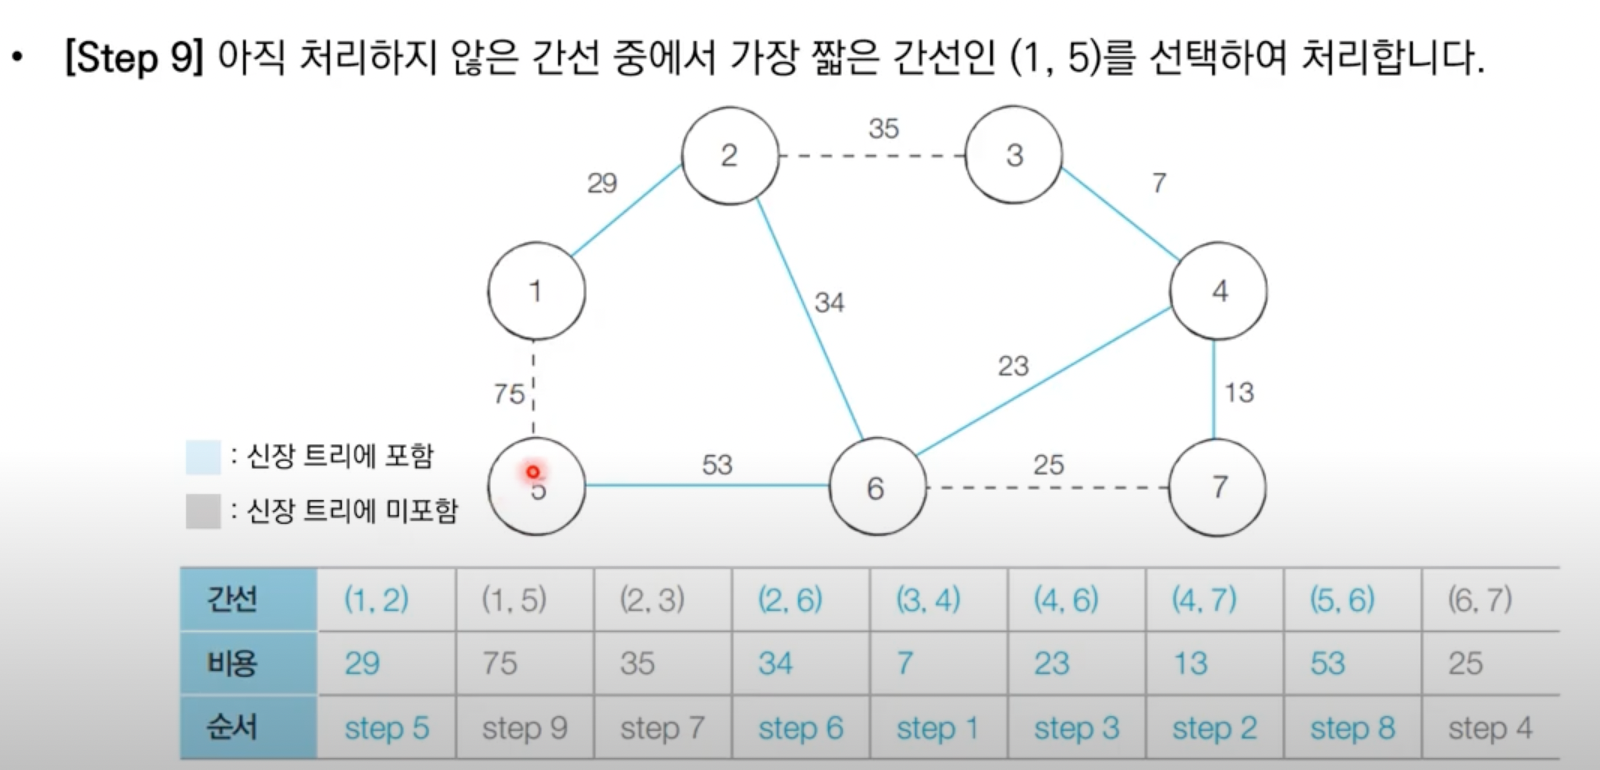 • [Step 9] 아직 처리하지 않은 간선 중에서 가장 짧은 간선인 (1, 5)를 선택하여 처리합니다.
2
35
3
29
7
1
4
34
23
75
13
: 신장 트리에 포함
5
53
6
25
7
: 신장 트리에 미포함
간선 (1, 2) (1, 5) (2, 3) (2, 6) (3, 4) (4, 6) (4, 7) (5, 6) (6, 7)
비용 29 75 35 34 7 23 13 53 25
순서 step 5 step 9 step 7 step 6 step 1 step 3 step 2 step 8 step 4